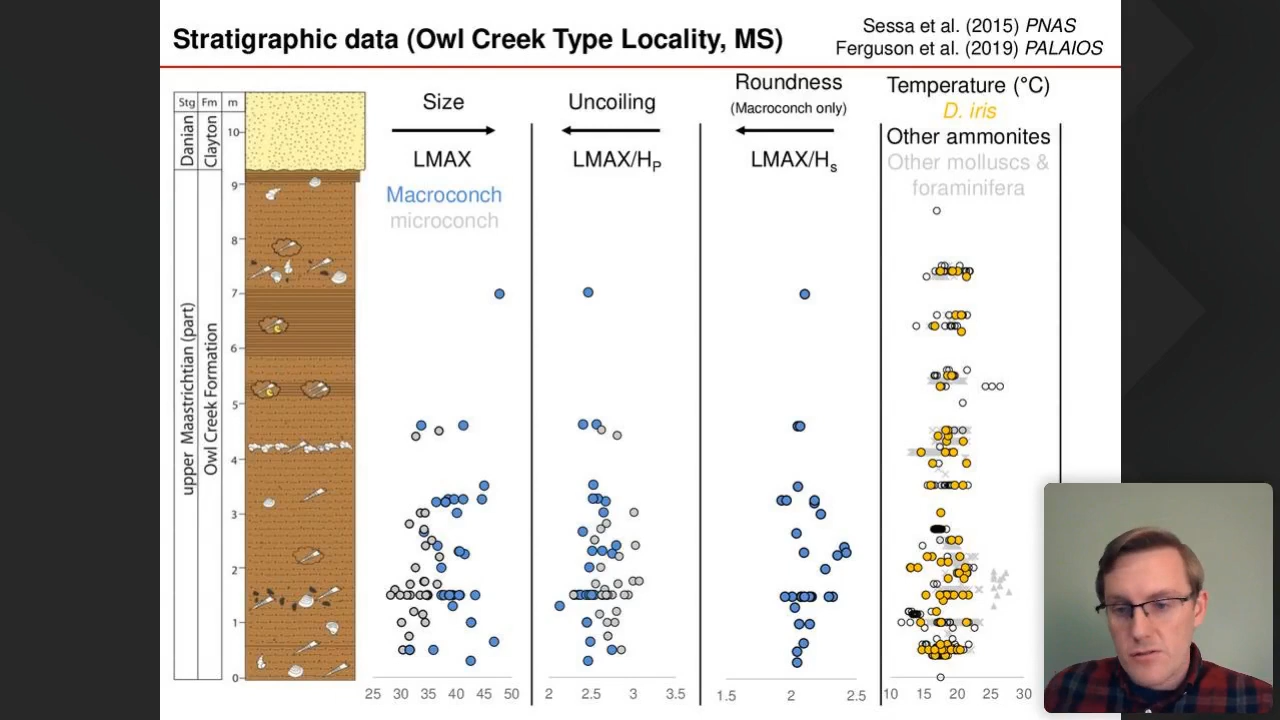 Stratigraphic data (Owl Creek Type Locality, MS)
Sessa et al. (2015) PNAS
Ferguson et al. (2019) PALAIOS
Stg Fm m
Danian
Clayton
upper Maastrichtian (part)
Owl Creek Formation
10
9
8
7
6
5
4
3
2
1
0
Size
LMAX
Macroconch
microconch
25 30 35 40 45 50
Uncoiling
LMAX/HP
2 2.5 3 3.5
Roundness
(Macroconch only)
LMAX/Hs
1.5 2 2.5
Temperature (°C)
D. iris
Other ammonites
Other molluscs &
foraminifera
10 15 20 25 30